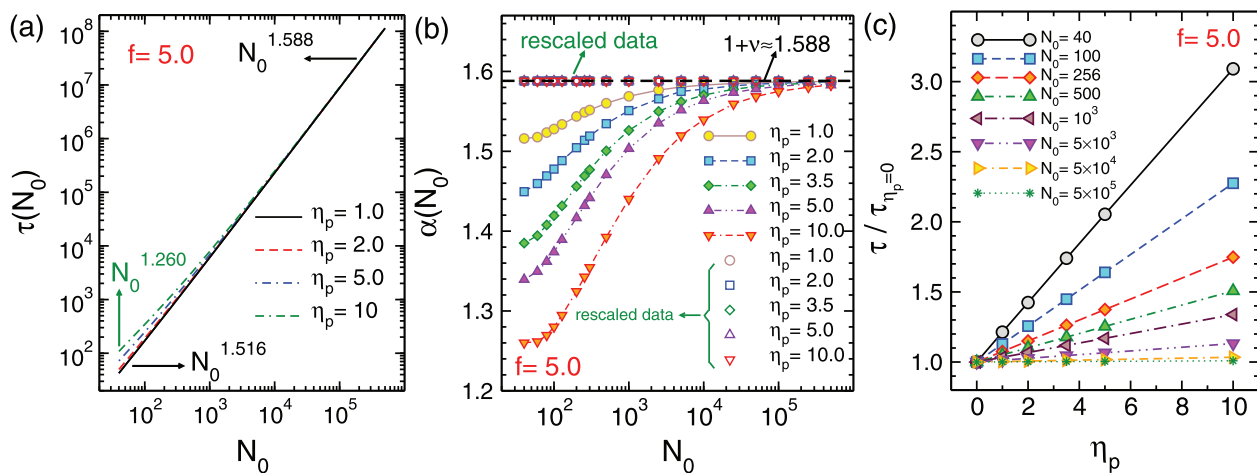 (a)
10^8
10^7
10^6
10^5
10^4
10^3
10^2
τ(N_0)
f= 5.0
N_0^1.588
N_0^1.260
N_0^1.516
η_p= 1.0
η_p= 2.0
η_p= 5.0
η_p= 10
10^2 10^3 10^4 10^5
N_0
(b)
1.7
1.6
1.5
1.4
1.3
1.2
α(N_0)
rescaled data
1+ν≈1.588
η_p= 1.0
η_p= 2.0
η_p= 3.5
η_p= 5.0
η_p= 10.0
η_p= 1.0
η_p= 2.0
rescaled data
η_p= 3.5
η_p= 5.0
η_p= 10.0
f= 5.0
10^2 10^3 10^4 10^5
N_0
(c)
3.0
2.5
2.0
1.5
1.0
τ / τ_η_p=0
f= 5.0
N_0= 40
N_0= 100
N_0= 256
N_0= 500
N_0= 10^3
N_0= 5×10^3
N_0= 5×10^4
N_0= 5×10^5
0 2 4 6 8 10
η_p